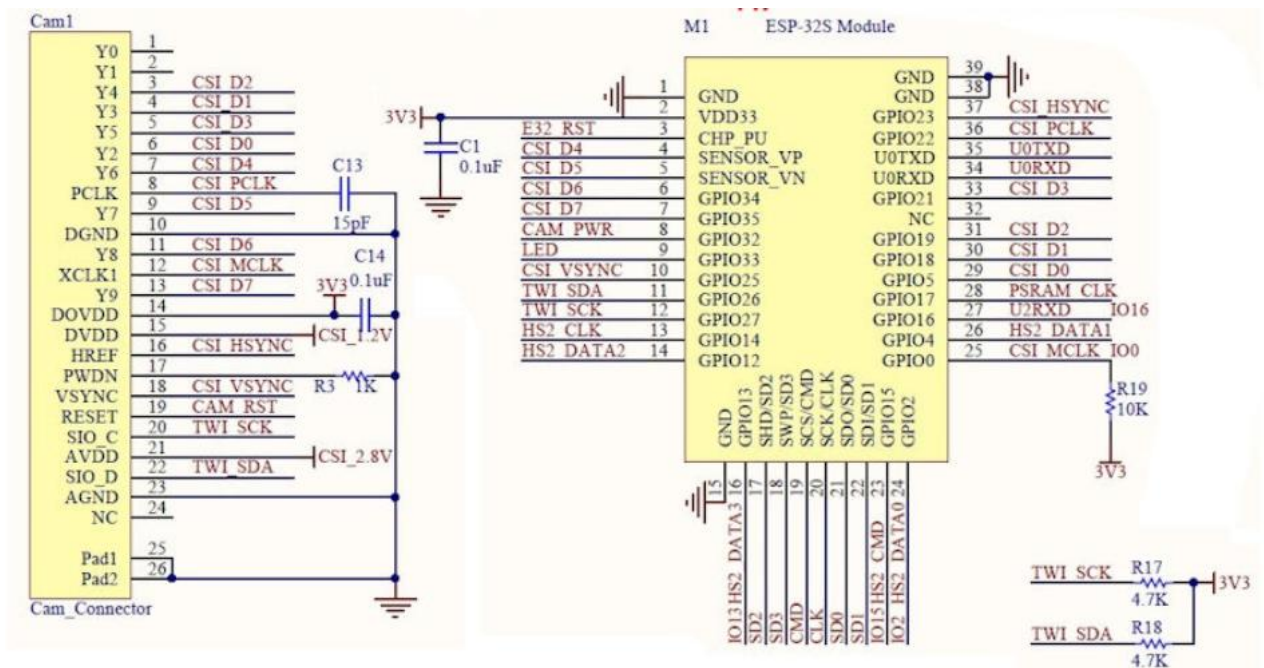 Cam1
Y0 1
Y1 2
Y4 3 CSI_D2
Y3 4 CSI_D1
Y5 5 CSI_D3
Y2 6 CSI_D0
Y6 7 CSI_D4
PCLK 8 CSI_PCLK
Y7 9 CSI_D5
DGND 10
Y8 11 CSI_D6
XCLK1 12 CSI_MCLK
Y9 13 CSI_D7
DOVDD 14
DVDD 15 CSI_1.2V
HREF 16 CSI_HSYNC
PWDN 17
VSYNC 18 CSI_VSYNC
RESET 19 CAM_RST
SIO_C 20 TWI_SCK
AVDD 21 CSI_2.8V
SIO_D 22 TWI_SDA
AGND 23
NC 24
Pad1 25
Pad2 26
Cam_Connector
C13
15pF
C14
3V3 0.1uF
R3 1K
3V3
C1
0.1uF
M1 ESP-32S Module
1 GND
2 VDD33
E32_RST 3 CHP_PU
CSI_D4 4 SENSOR_VP
CSI_D5 5 SENSOR_VN
CSI_D6 6 GPIO34
CSI_D7 7 GPIO35
CAM_PWR 8 GPIO32
LED 9 GPIO33
CSI_VSYNC 10 GPIO25
TWI_SDA 11 GPIO26
TWI_SCK 12 GPIO27
HS2_CLK 13 GPIO14
HS2_DATA2 14 GPIO12
GND 39
GND 38
GPIO23 37 CSI_HSYNC
GPIO22 36 CSI_PCLK
U0TXD 35 U0TXD
U0RXD 34 U0RXD
GPIO21 33 CSI_D3
NC 32
GPIO19 31 CSI_D2
GPIO18 30 CSI_D1
GPIO5 29 CSI_D0
GPIO17 28 PSRAM_CLK
GPIO16 27 U2RXD IO16
GPIO4 26 HS2_DATA1
GPIO0 25 CSI_MCLK IO0
R19
10K
3V3
GND 15
GPIO13 16 IO13 HS2_DATA3
SHD/SD2 17 SD2
SWP/SD3 18 SD3
SCS/CMD 19 CMD
SCK/CLK 20 CLK
SDO/SD0 21 SD0
SDI/SD1 22 SD1
GPIO15 23 IO15 HS2_CMD
GPIO2 24 IO2 HS2_DATA0
TWI_SCK R17
4.7K
3V3
TWI_SDA R18
4.7K